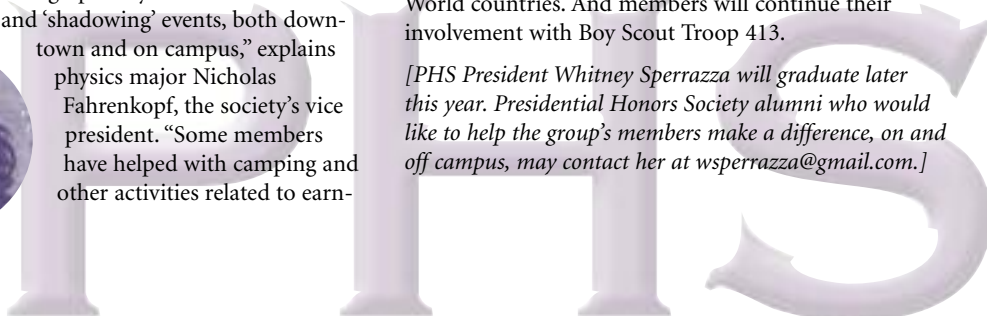 and ‘shadowing’ events, both down-
town and on campus,” explains
physics major Nicholas
Fahrenkopf, the society’s vice
president. “Some members
have helped with camping and
other activities related to earn-
World countries. And members will continue their
involvement with Boy Scout Troop 413.
[PHS President Whitney Sperrazza will graduate later
this year. Presidential Honors Society alumni who would
like to help the group’s members make a difference, on and
off campus, may contact her at wsperrazza@gmail.com.]
PHS